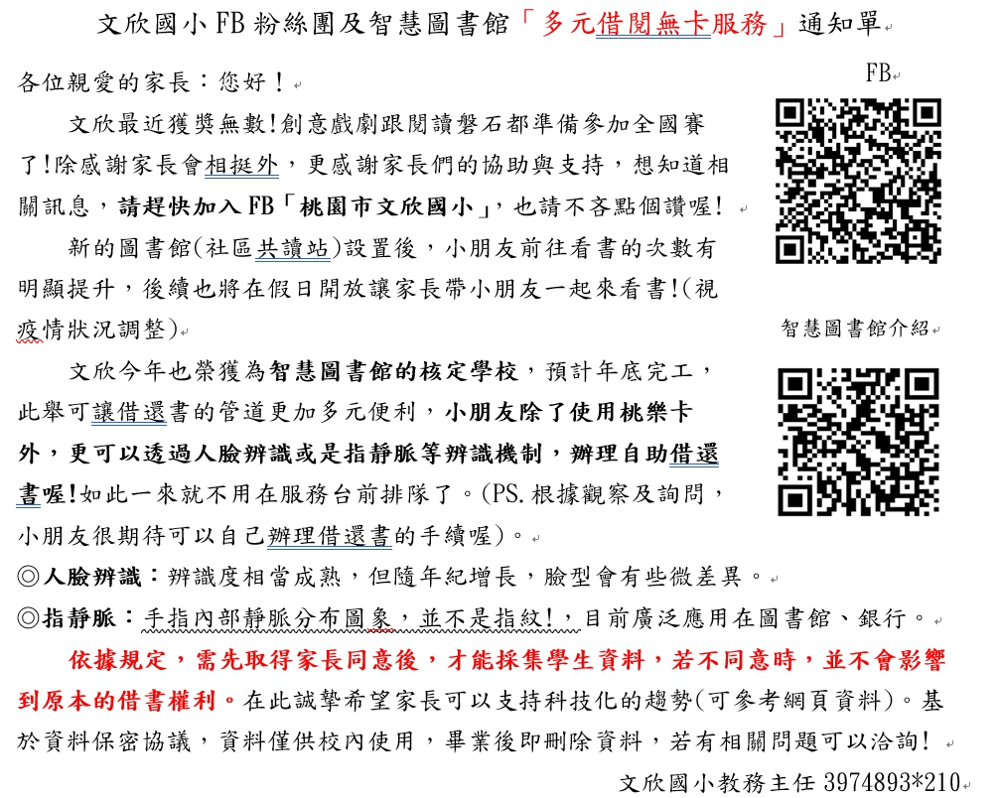 文欣國小 FB 粉絲團及智慧圖書館「多元借閱無卡服務」通知單
各位親愛的家長：您好！
FB
文欣最近獲獎無數!創意戲劇跟閱讀磐石都準備參加全國賽
了!除感謝家長會相挺外，更感謝家長們的協助與支持，想知道相
關訊息，請趕快加入 FB「桃園市文欣國小」，也請不吝點個讚喔!
新的圖書館(社區共讀站)設置後，小朋友前往看書的次數有
明顯提升，後續也將在假日開放讓家長帶小朋友一起來看書!(視
疫情狀況調整)
智慧圖書館介紹
文欣今年也榮獲為智慧圖書館的核定學校，預計年底完工，
此舉可讓借還書的管道更加多元便利，小朋友除了使用桃樂卡
外，更可以透過人臉辨識或是指靜脈等辨識機制，辦理自助借還
書喔!如此一來就不用在服務台前排隊了。(PS.根據觀察及詢問，
小朋友很期待可以自己辦理借還書的手續喔)。
◎人臉辨識：辨識度相當成熟，但隨年紀增長，臉型會有些微差異。
◎指靜脈：手指內部靜脈分布圖象，並不是指紋!，目前廣泛應用在圖書館、銀行。
依據規定，需先取得家長同意後，才能採集學生資料，若不同意時，並不會影響
到原本的借書權利。在此誠摯希望家長可以支持科技化的趨勢(可參考網頁資料)。基
於資料保密協議，資料僅供校內使用，畢業後即刪除資料，若有相關問題可以洽詢!
文欣國小教務主任 3974893*210